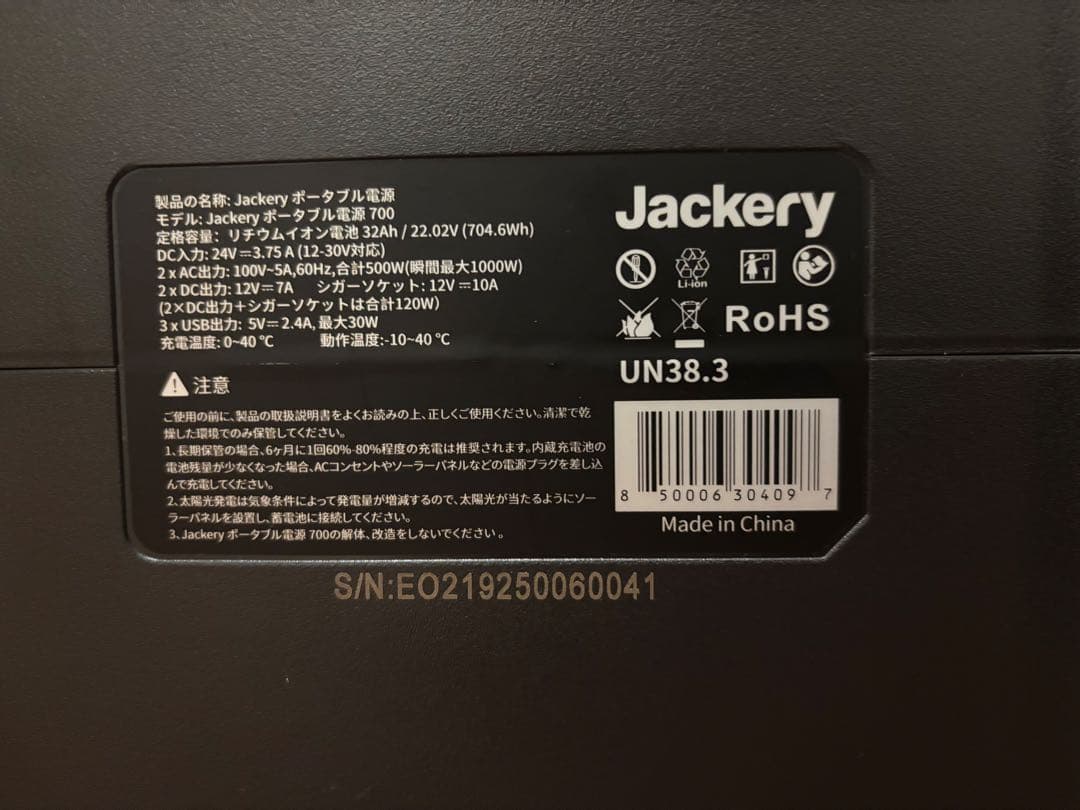 製品の名称: Jackery ポータブル電源
モデル: Jackery ポータブル電源 700
定格容量: リチウムイオン電池 32Ah / 22.02V (704.6Wh)
DC入力: 24V⎓3.75 A (12-30V対応)
2 x AC出力: 100V~5A,60Hz,合計500W(瞬間最大1000W)
2 x DC出力: 12V⎓7A シガーソケット: 12V⎓10A
(2×DC出力+シガーソケットは合計120W)
3 x USB出力: 5V⎓2.4A, 最大30W
充電温度: 0~40 ℃ 動作温度:-10~40 ℃
注意
ご使用の前に、製品の取扱説明書をよくお読みの上、正しくご使用ください。清潔で乾
燥した環境でのみ保管してください。
1、長期保管の場合、6ヶ月に1回60%-80%程度の充電は推奨されます。内蔵充電池の
電池残量が少なくなった場合、ACコンセントやソーラーパネルなどの電源プラグを差し込
んで充電してください。
2、太陽光発電は気象条件によって発電量が増減するので、太陽光が当たるようにソー
ラーパネルを設置し、蓄電池に接続してください。
3、Jackery ポータブル電源 700の解体、改造をしないでください 。
Jackery
Li-ion
RoHS
UN38.3
8 50006 30409 7
Made in China
S/N:EO219250060041